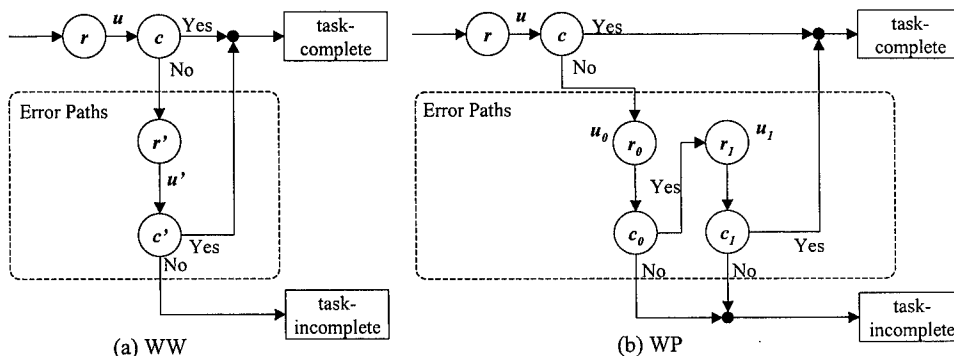 u
r
c
Yes
task-
complete
No
Error Paths
r'
u'
c'
Yes
No
task-
incomplete
(a) WW
u
r
c
Yes
task-
complete
No
Error Paths
u₀
r₀
r₁
u₁
Yes
c₀
c₁
Yes
No
No
task-
incomplete
(b) WP